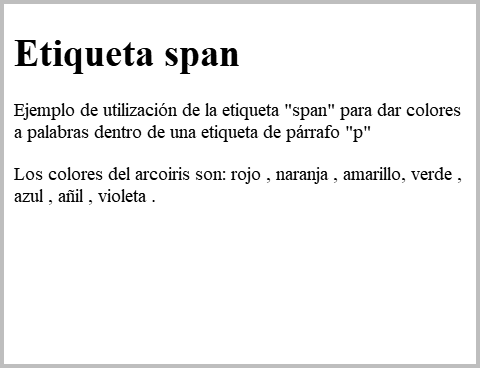 Etiqueta span
Ejemplo de utilización de la etiqueta "span" para dar colores
a palabras dentro de una etiqueta de párrafo "p"
Los colores del arcoiris son: rojo , naranja , amarillo, verde ,
azul , añil , violeta .